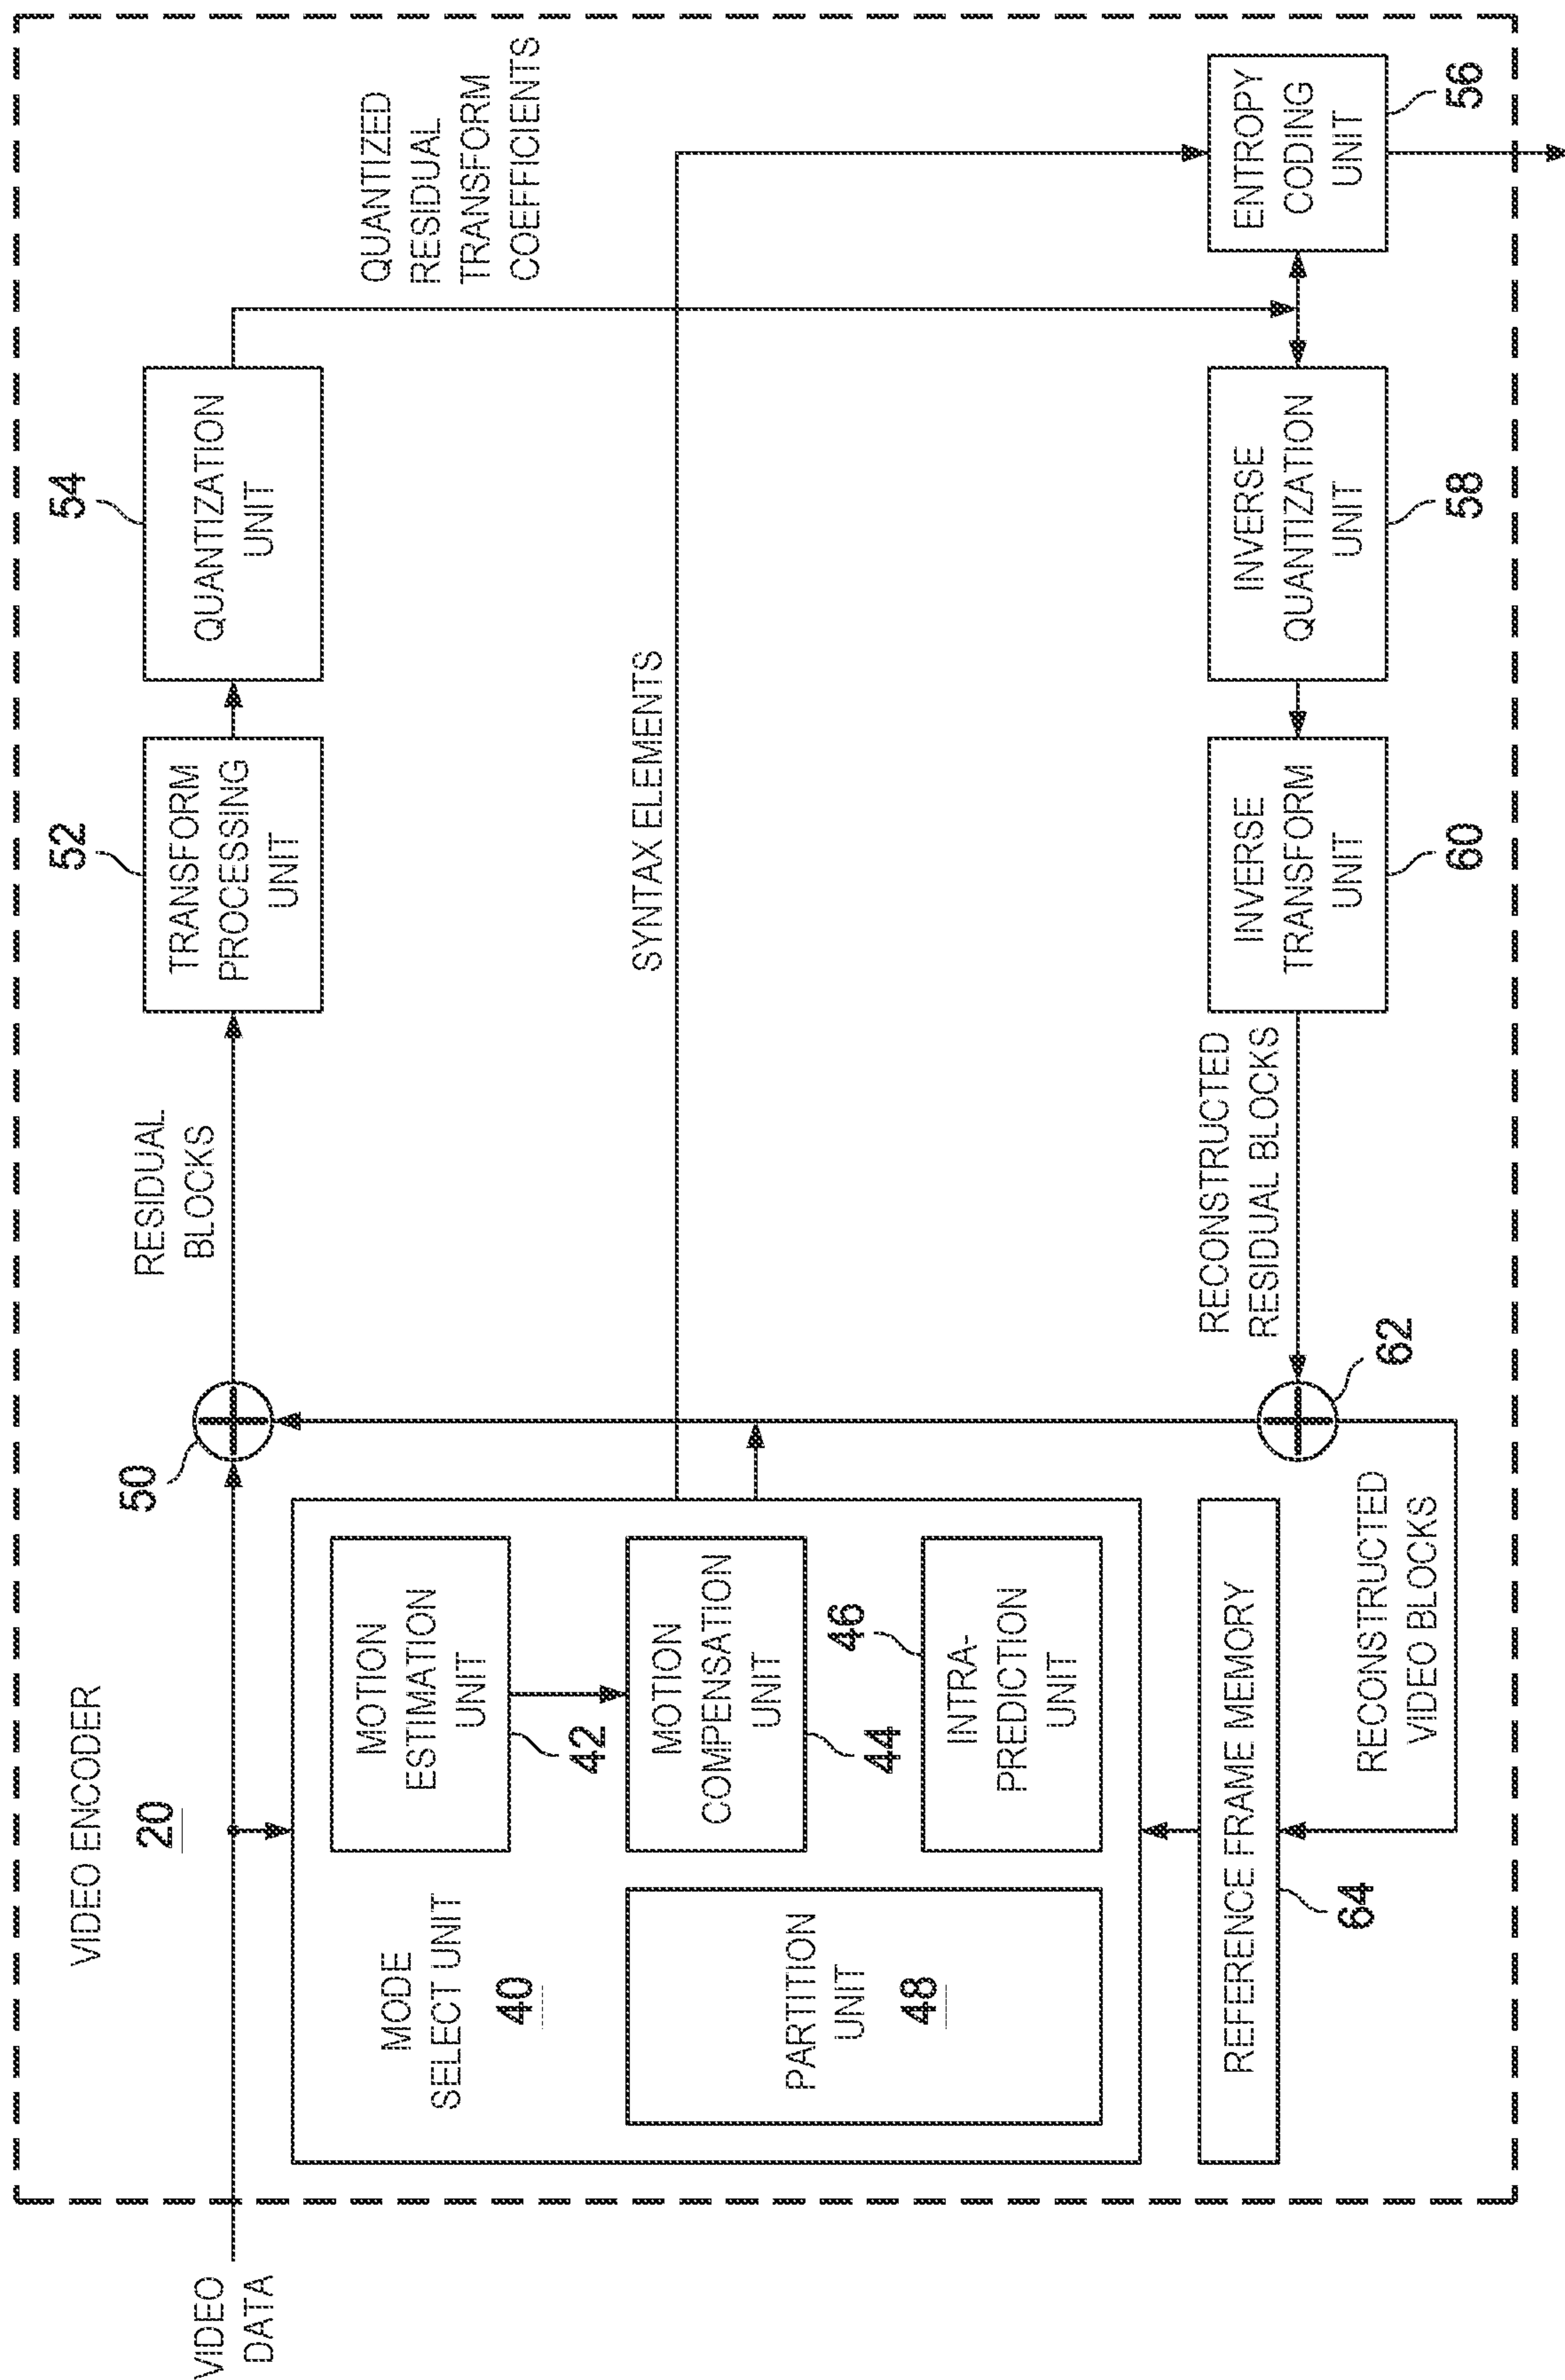 VIDEO ENCODER
20
VIDEO
DATA
50
RESIDUAL
BLOCKS
52
TRANSFORM
PROCESSING
UNIT
54
QUANTIZATION
UNIT
QUANTIZED
RESIDUAL
TRANSFORM
COEFFICIENTS
MODE
SELECT UNIT
40
MOTION
ESTIMATION
UNIT
42
MOTION
COMPENSATION
UNIT
44
46
INTRA-
PREDICTION
UNIT
PARTITION
UNIT
48
SYNTAX ELEMENTS
REFERENCE FRAME MEMORY
64
RECONSTRUCTED
VIDEO BLOCKS
62
RECONSTRUCTED
RESIDUAL BLOCKS
INVERSE
TRANSFORM
UNIT
60
INVERSE
QUANTIZATION
UNIT
58
ENTROPY
CODING
UNIT
56